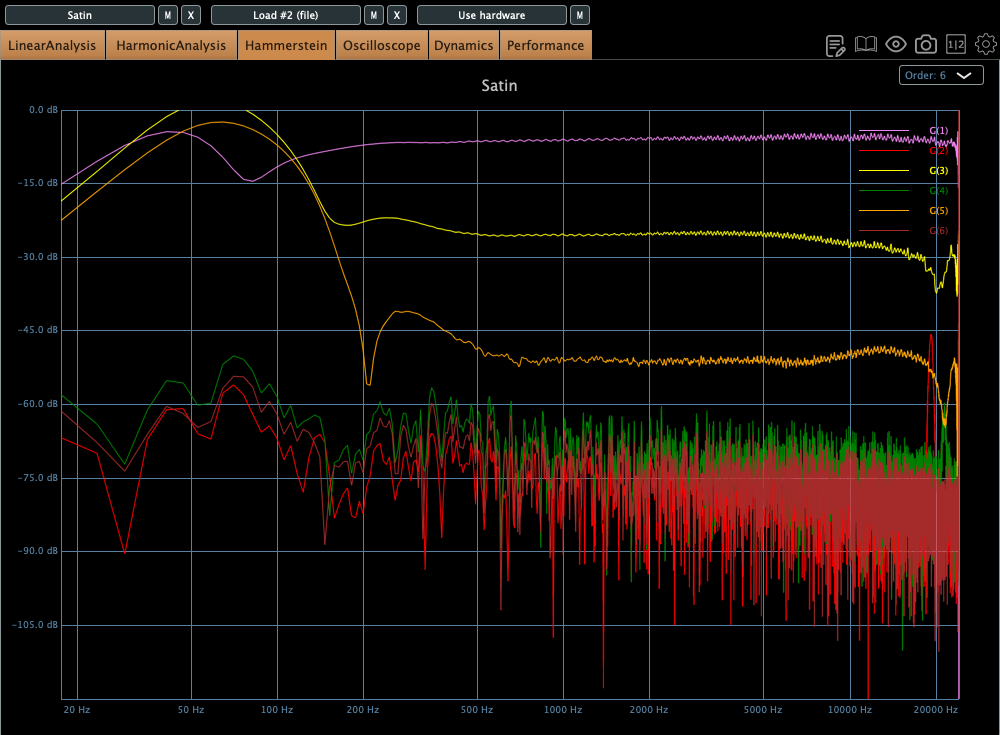 Satin M X Load #2 (file) M X Use hardware M
LinearAnalysis HarmonicAnalysis Hammerstein Oscilloscope Dynamics Performance
1|2
Order: 6
Satin
0.0 dB
G(1)
G(2)
G(3)
-15.0 dB
G(4)
G(5)
G(6)
-30.0 dB
-45.0 dB
-60.0 dB
-75.0 dB
-90.0 dB
-105.0 dB
20 Hz 50 Hz 100 Hz 200 Hz 500 Hz 1000 Hz 2000 Hz 5000 Hz 10000 Hz 20000 Hz